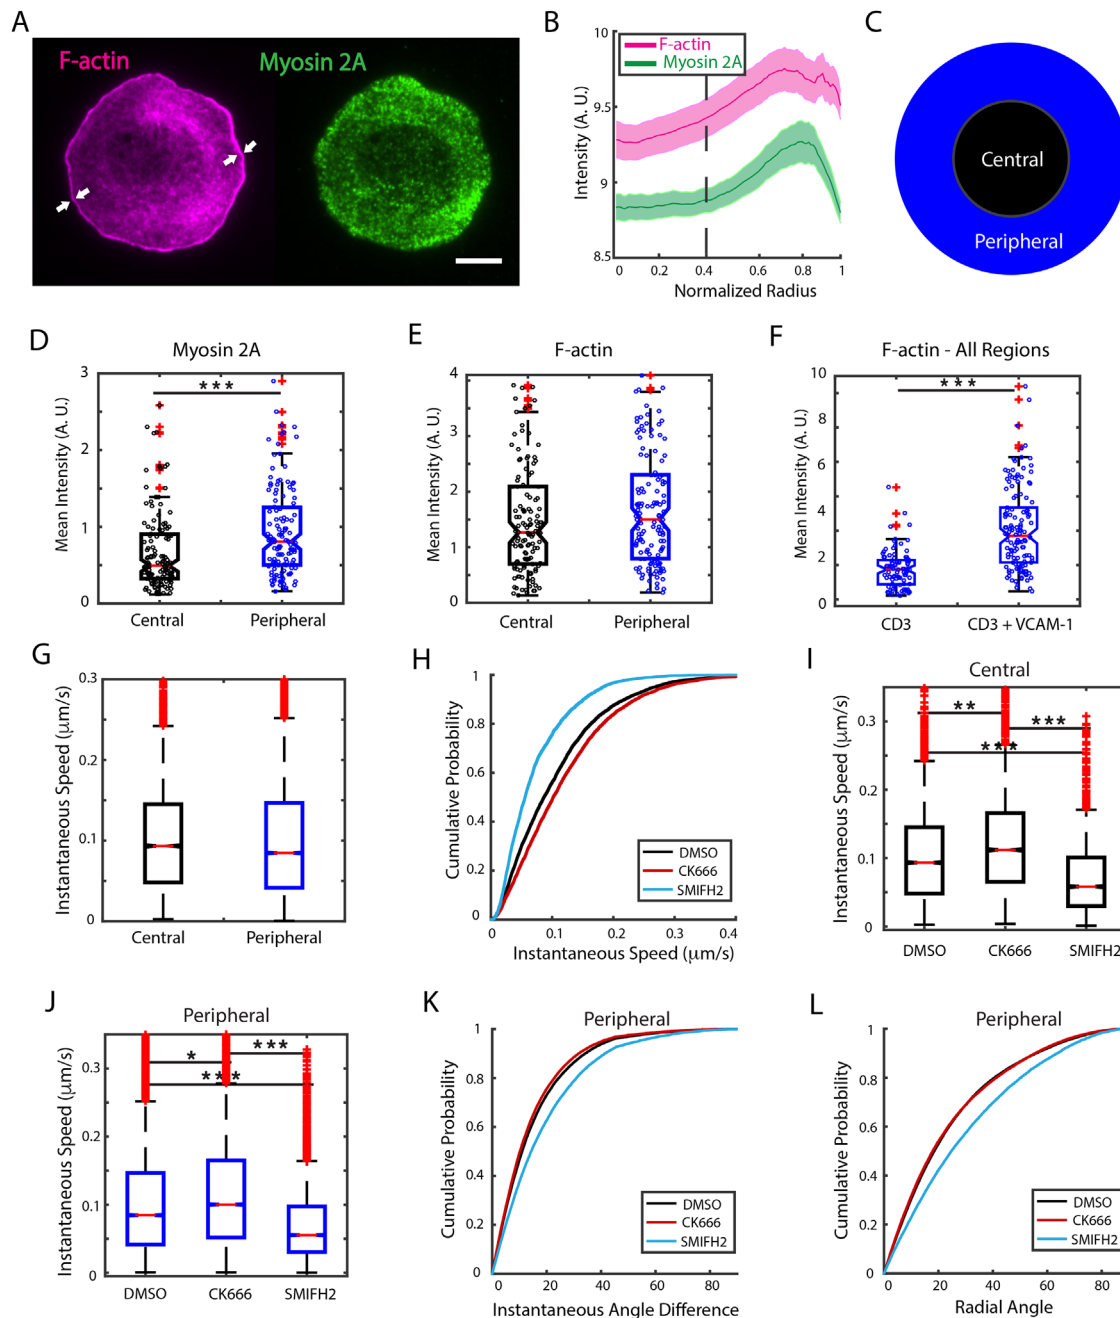 A
F-actin
Myosin 2A
B
10
9.5
9
8.5
Intensity (A. U.)
F-actin
Myosin 2A
0
0.2
0.4
0.6
0.8
1
Normalized Radius
C
Central
Peripheral
D
Myosin 2A
3
2
1
0
Mean Intensity (A. U.)
***
Central
Peripheral
E
F-actin
4
3
2
1
0
Mean Intensity (A. U.)
Central
Peripheral
F
F-actin - All Regions
10
8
6
4
2
0
Mean Intensity (A. U.)
***
CD3
CD3 + VCAM-1
G
0.3
0.2
0.1
0
Instantaneous Speed (μm/s)
Central
Peripheral
H
1
0.8
0.6
0.4
0.2
0
Cumulative Probability
DMSO
CK666
SMIFH2
0
0.1
0.2
0.3
0.4
Instantaneous Speed (μm/s)
I
Central
0.3
0.2
0.1
0
Instantaneous Speed (μm/s)
**
***
***
DMSO
CK666
SMIFH2
J
Peripheral
0.3
0.2
0.1
0
Instantaneous Speed (μm/s)
*
***
***
DMSO
CK666
SMIFH2
K
Peripheral
1
0.8
0.6
0.4
0.2
0
Cumulative Probability
DMSO
CK666
SMIFH2
0
20
40
60
80
Instantaneous Angle Difference
L
Peripheral
1
0.8
0.6
0.4
0.2
0
Cumulative Probability
DMSO
CK666
SMIFH2
0
20
40
60
80
Radial Angle